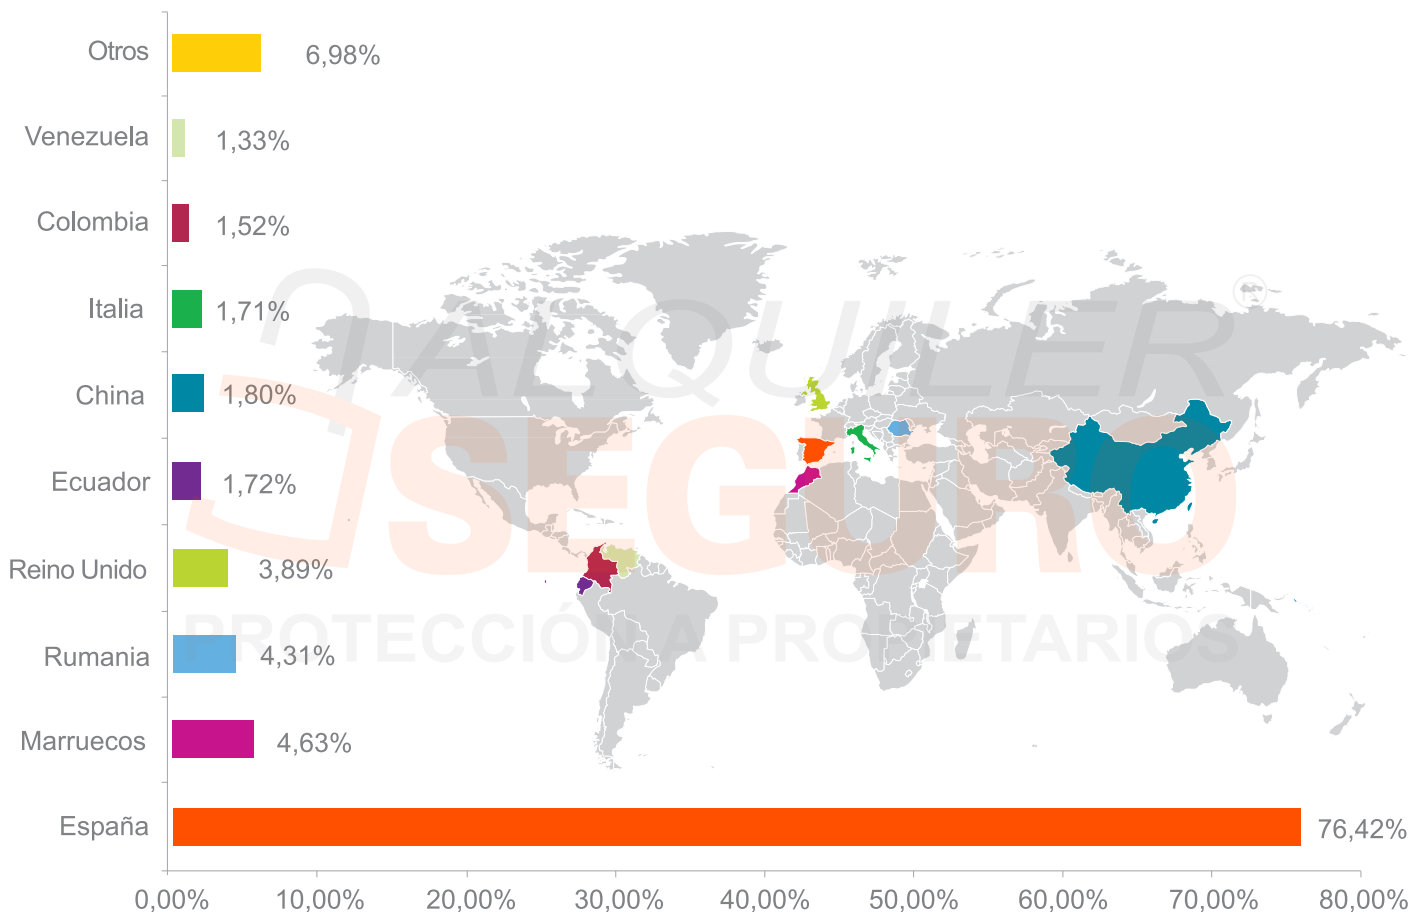 Otros 6,98%
Venezuela 1,33%
Colombia 1,52%
Italia 1,71%
China 1,80%
Ecuador 1,72%
Reino Unido 3,89%
Rumania 4,31%
Marruecos 4,63%
España 76,42%
0,00% 10,00% 20,00% 30,00% 40,00% 50,00% 60,00% 70,00% 80,00%
ALQUILER
SEGURO
PROTECCIÓN A PROPIETARIOS